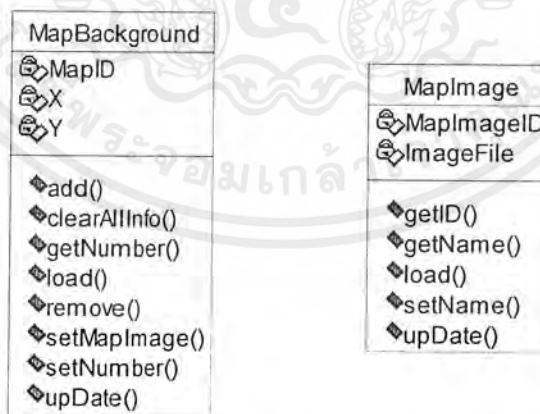 MapBackground
MapID
X
Y
add()
clearAllInfo()
getNumber()
load()
remove()
setMapImage()
setNumber()
upDate()
MapImage
MapImageID
ImageFile
getID()
getName()
load()
setName()
upDate()